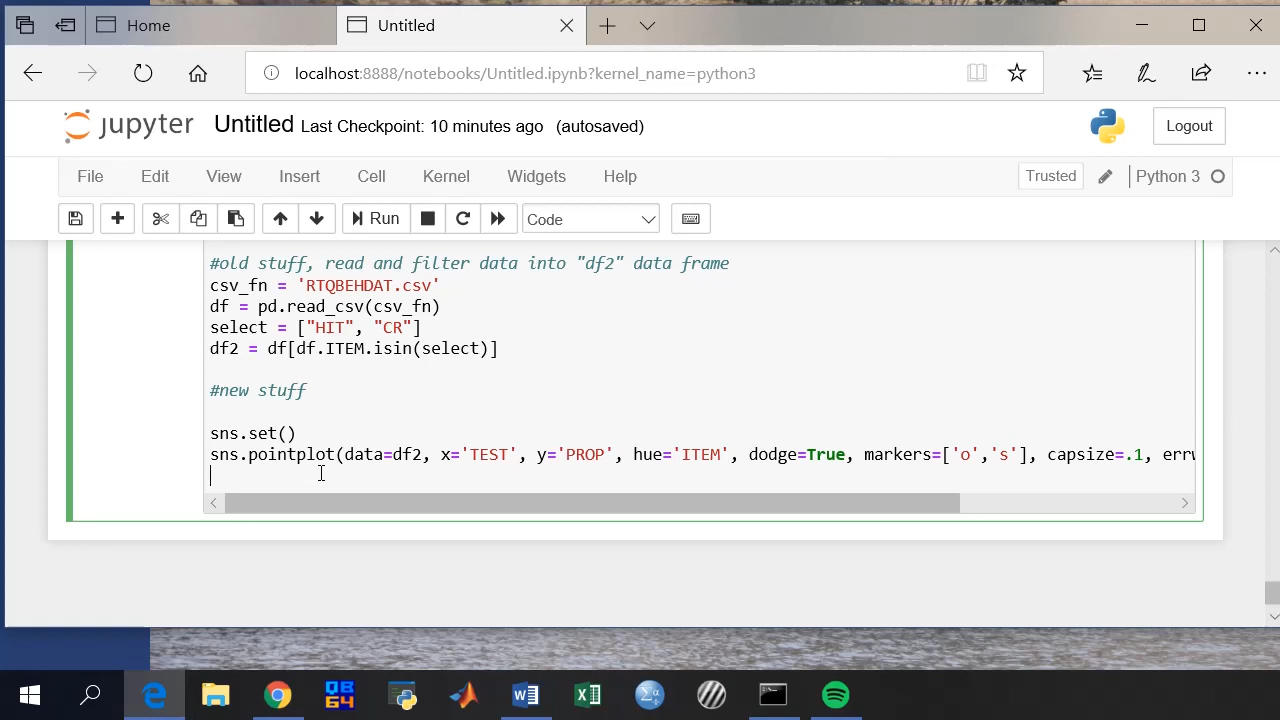 Home
Untitled
localhost:8888/notebooks/Untitled.ipynb?kernel_name=python3
jupyter Untitled Last Checkpoint: 10 minutes ago (autosaved)
Logout
File Edit View Insert Cell Kernel Widgets Help
Trusted
Python 3
Run
Code
#old stuff, read and filter data into "df2" data frame
csv_fn = 'RTQBEHDAT.csv'
df = pd.read_csv(csv_fn)
select = ["HIT", "CR"]
df2 = df[df.ITEM.isin(select)]
#new stuff
sns.set()
sns.pointplot(data=df2, x='TEST', y='PROP', hue='ITEM', dodge=True, markers=['o','s'], capsize=.1, errw
QB
64